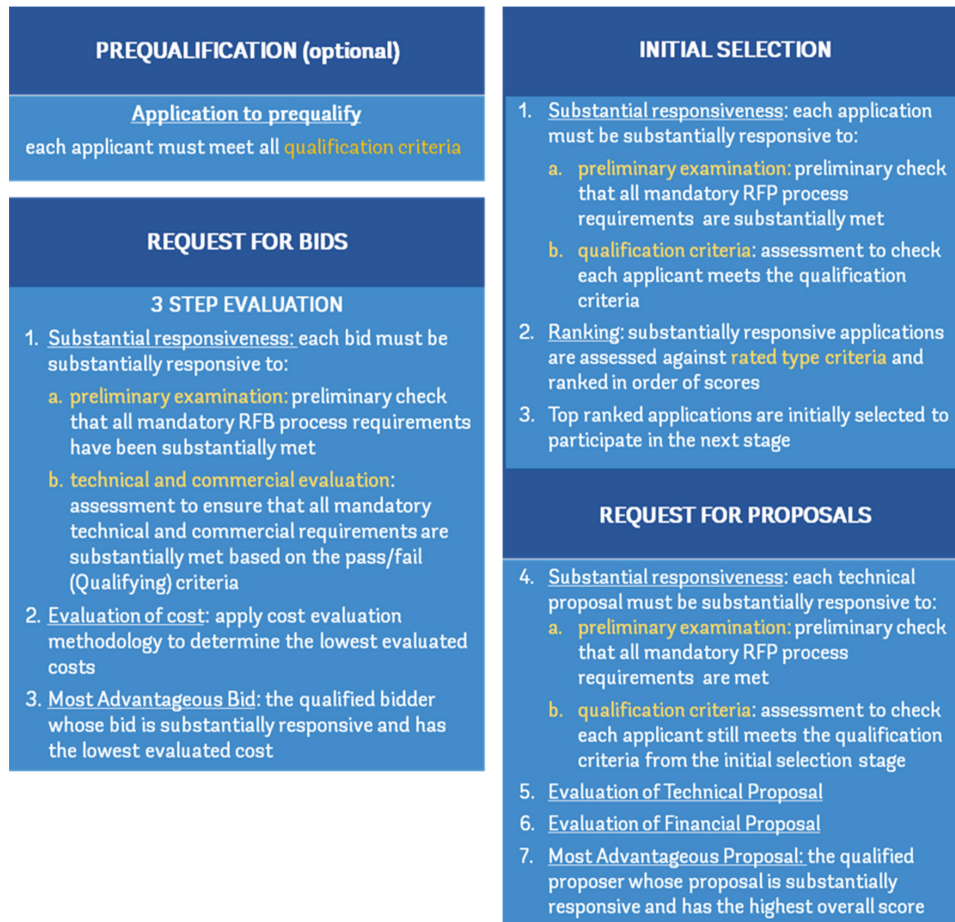 PREQUALIFICATION (optional)
Application to prequalify
each applicant must meet all qualification criteria
REQUEST FOR BIDS
3 STEP EVALUATION
1. Substantial responsiveness: each bid must be
substantially responsive to:
a. preliminary examination: preliminary check
that all mandatory RFB process requirements
have been substantially met
b. technical and commercial evaluation:
assessment to ensure that all mandatory
technical and commercial requirements are
substantially met based on the pass/fail
(Qualifying) criteria
2. Evaluation of cost: apply cost evaluation
methodology to determine the lowest evaluated
costs
3. Most Advantageous Bid: the qualified bidder
whose bid is substantially responsive and has
the lowest evaluated cost
INITIAL SELECTION
1. Substantial responsiveness: each application
must be substantially responsive to:
a. preliminary examination: preliminary check
that all mandatory RFP process
requirements are substantially met
b. qualification criteria: assessment to check
each applicant meets the qualification
criteria
2. Ranking: substantially responsive applications
are assessed against rated type criteria and
ranked in order of scores
3. Top ranked applications are initially selected to
participate in the next stage
REQUEST FOR PROPOSALS
4. Substantial responsiveness: each technical
proposal must be substantially responsive to:
a. preliminary examination: preliminary check
that all mandatory RFP process
requirements are met
b. qualification criteria: assessment to check
each applicant still meets the qualification
criteria from the initial selection stage
5. Evaluation of Technical Proposal
6. Evaluation of Financial Proposal
7. Most Advantageous Proposal: the qualified
proposer whose proposal is substantially
responsive and has the highest overall score